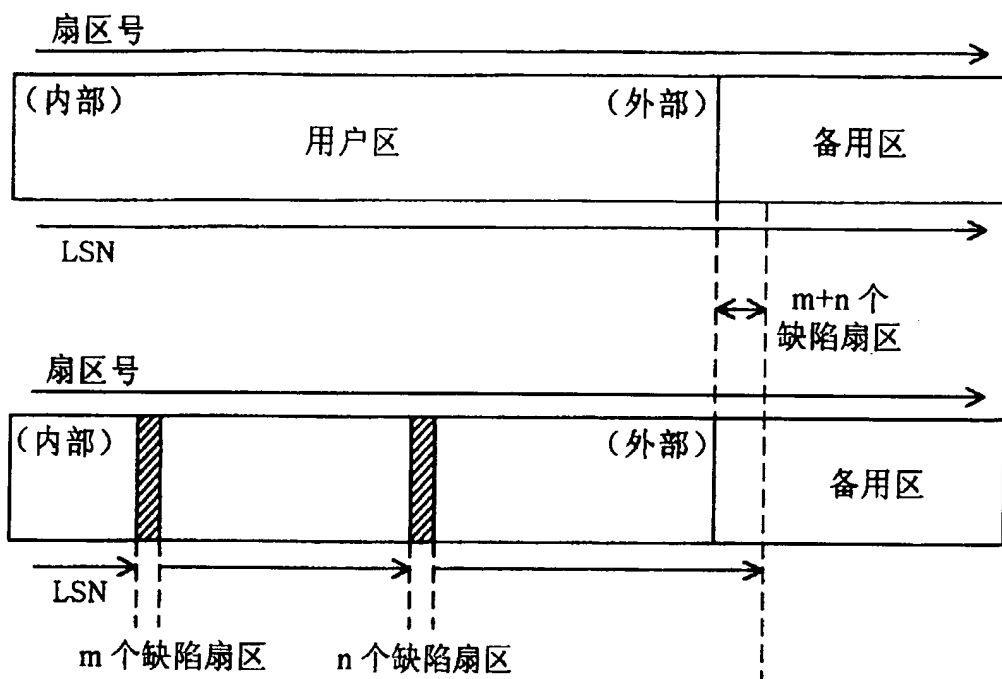 扇区号
（内部）
（外部）
用户区
备用区
LSN
m+n 个
缺陷扇区
扇区号
（内部）
（外部）
备用区
LSN
m 个缺陷扇区
n 个缺陷扇区